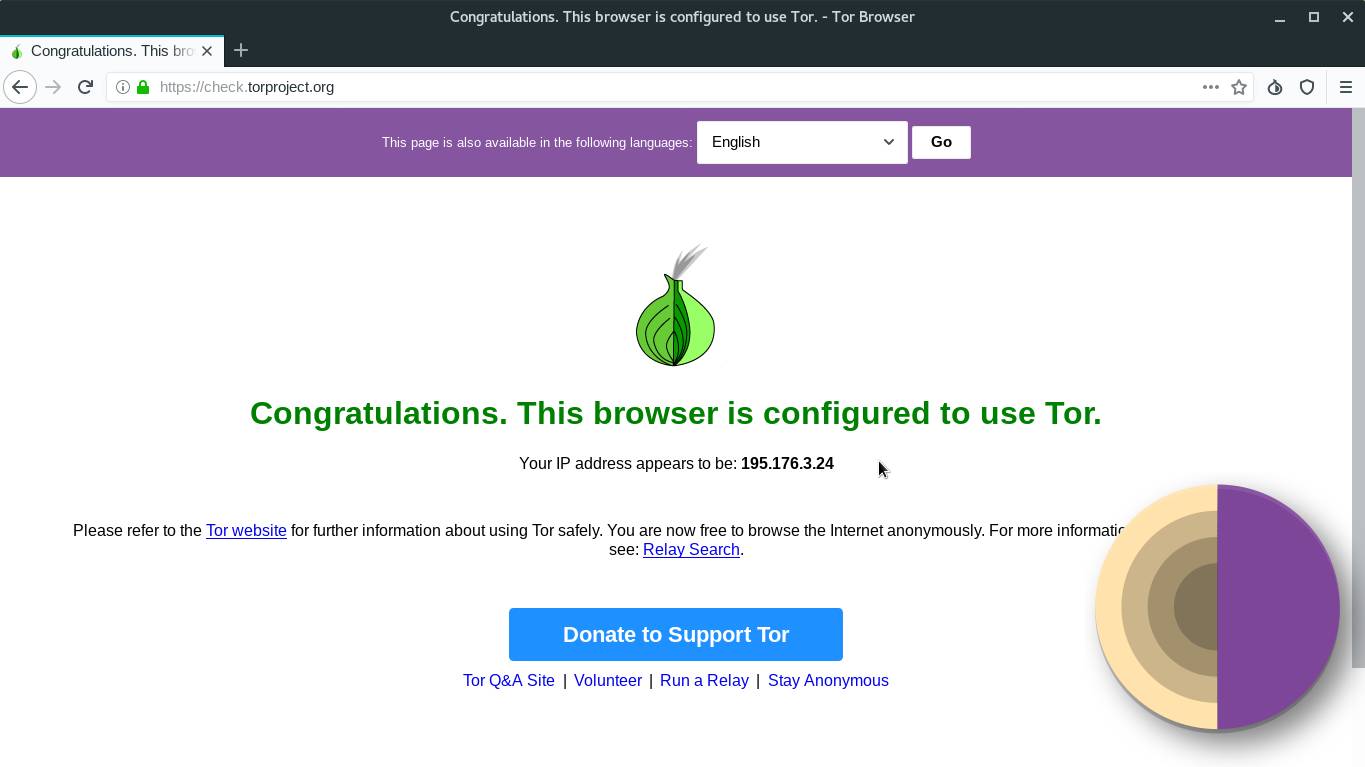 Congratulations. This browser is configured to use Tor. - Tor Browser
Congratulations. This bro
https://check.torproject.org
This page is also available in the following languages: English Go
Congratulations. This browser is configured to use Tor.
Your IP address appears to be: 195.176.3.24
Please refer to the Tor website for further information about using Tor safely. You are now free to browse the Internet anonymously. For more informatio
see: Relay Search.
Donate to Support Tor
Tor Q&A Site | Volunteer | Run a Relay | Stay Anonymous